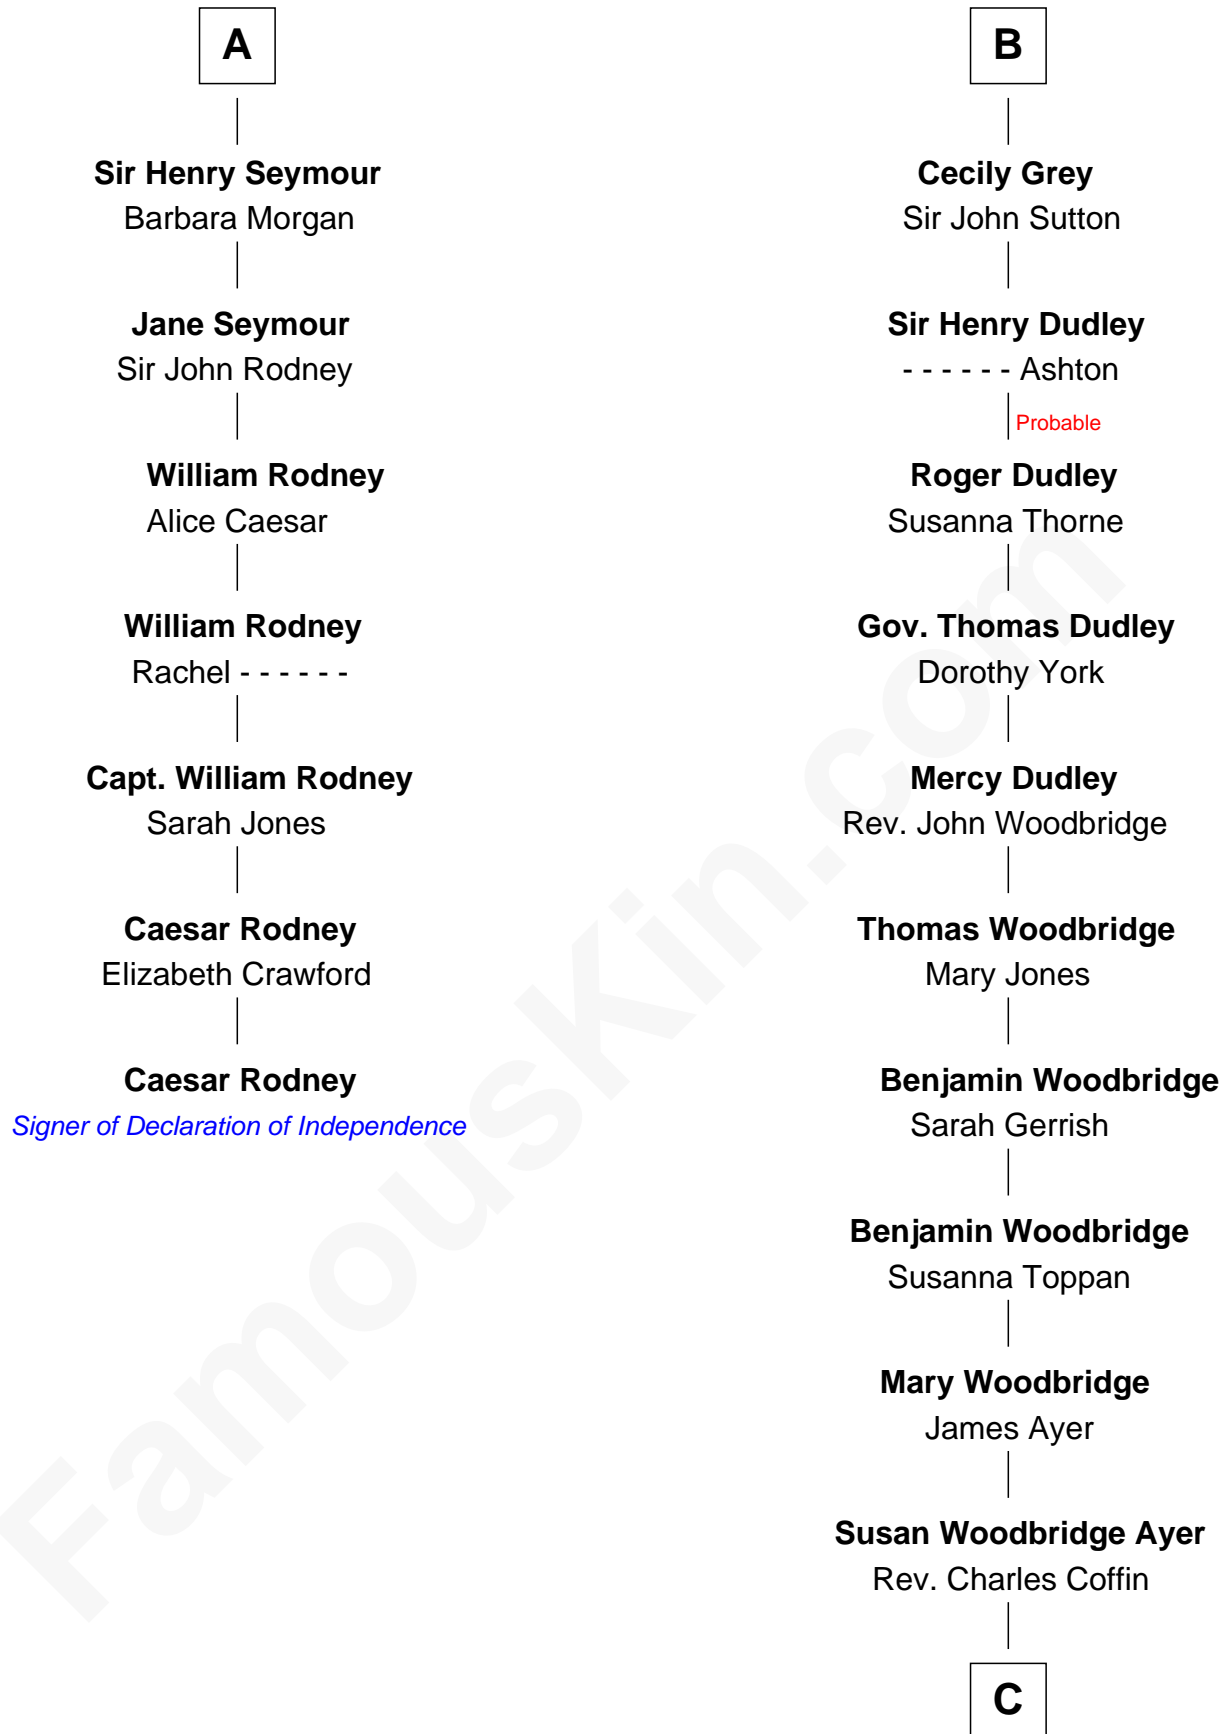 A
Sir Henry Seymour
Barbara Morgan
Jane Seymour
Sir John Rodney
William Rodney
Alice Caesar
William Rodney
Rachel - - - - - -
Capt. William Rodney
Sarah Jones
Caesar Rodney
Elizabeth Crawford
Caesar Rodney
Signer of Declaration of Independence
B
Cecily Grey
Sir John Sutton
Sir Henry Dudley
- - - - - - Ashton
Probable
Roger Dudley
Susanna Thorne
Gov. Thomas Dudley
Dorothy York
Mercy Dudley
Rev. John Woodbridge
Thomas Woodbridge
Mary Jones
Benjamin Woodbridge
Sarah Gerrish
Benjamin Woodbridge
Susanna Toppan
Mary Woodbridge
James Ayer
Susan Woodbridge Ayer
Rev. Charles Coffin
C
FamousKin.com